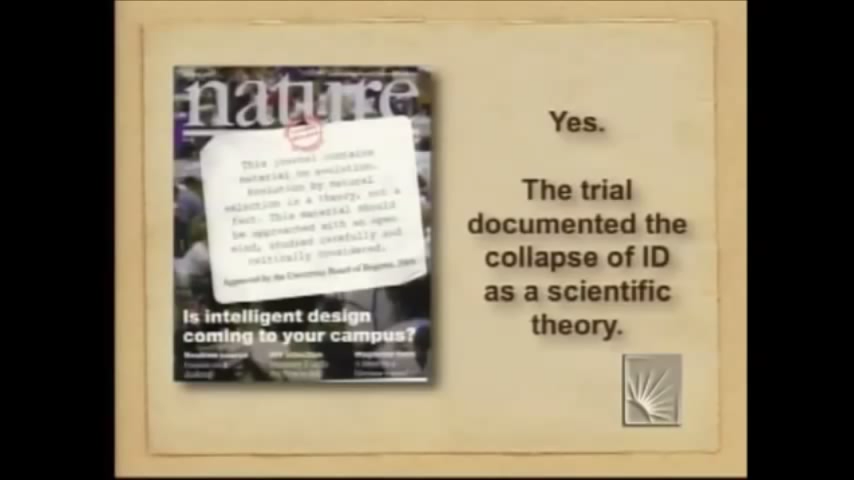 nature
This journal contains
material on evolution.
Evolution by natural
selection is a theory, not a
fact. This material should
be approached with an open
mind, studied carefully and
critically considered.
Approved by the University Board of Regents, 2005
Is intelligent design
coming to your campus?
Yes.
The trial
documented the
collapse of ID
as a scientific
theory.